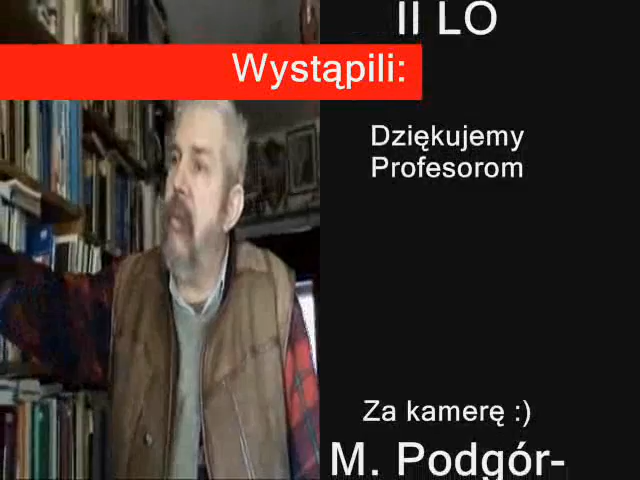 II LO
Wystąpili:
Dziękujemy
Profesorom
Za kamerę :)
M. Podgór-